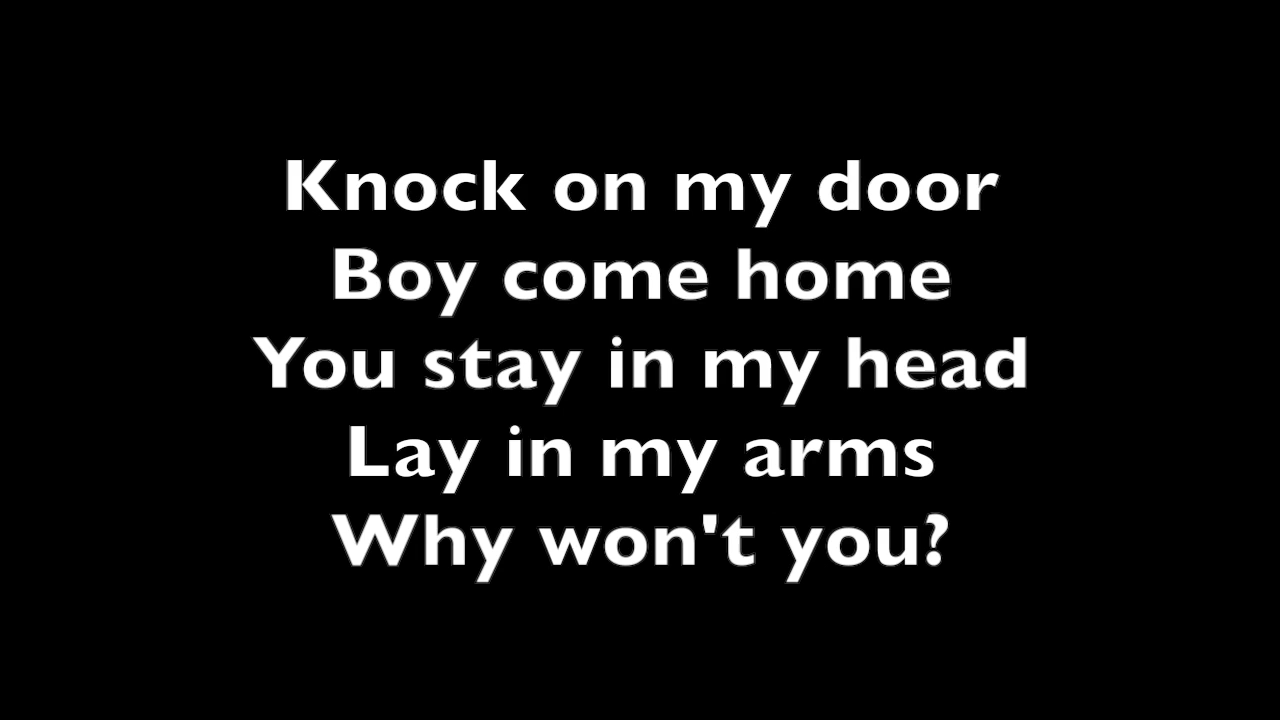 Knock on my door
Boy come home
You stay in my head
Lay in my arms
Why won't you?